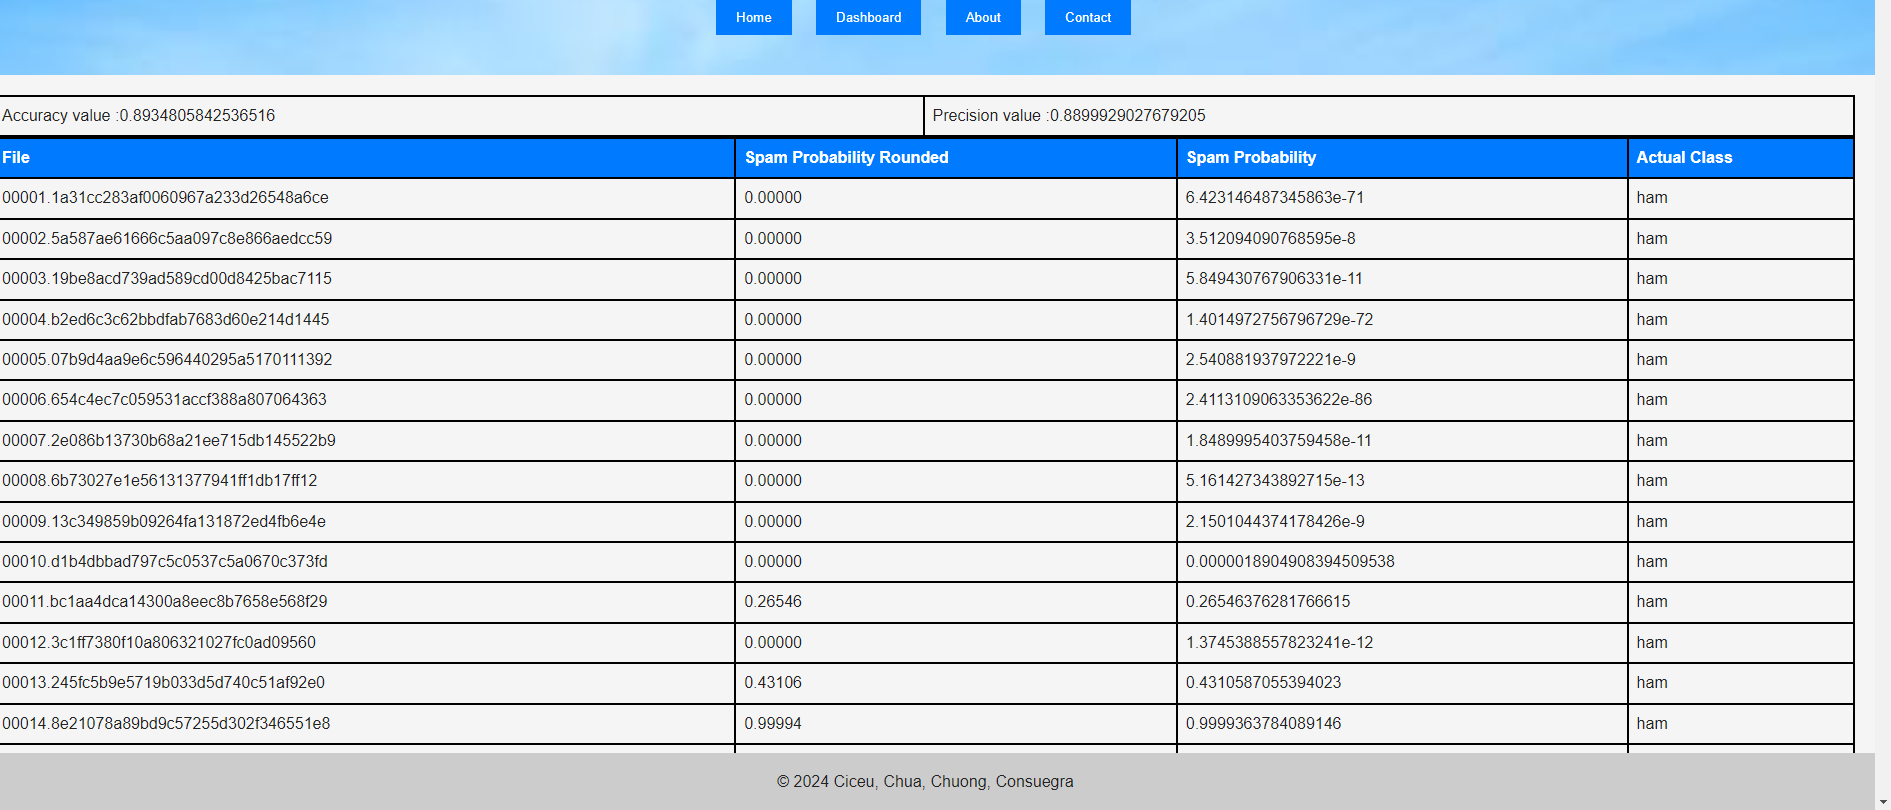 Home Dashboard About Contact
Accuracy value :0.8934805842536516 Precision value :0.8899929027679205
File Spam Probability Rounded Spam Probability Actual Class
00001.1a31cc283af0060967a233d26548a6ce 0.00000 6.423146487345863e-71 ham
00002.5a587ae61666c5aa097c8e866aedcc59 0.00000 3.512094090768595e-8 ham
00003.19be8acd739ad589cd00d8425bac7115 0.00000 5.849430767906331e-11 ham
00004.b2ed6c3c62bbdfab7683d60e214d1445 0.00000 1.4014972756796729e-72 ham
00005.07b9d4aa9e6c596440295a5170111392 0.00000 2.540881937972221e-9 ham
00006.654c4ec7c059531accf388a807064363 0.00000 2.4113109063353622e-86 ham
00007.2e086b13730b68a21ee715db145522b9 0.00000 1.8489995403759458e-11 ham
00008.6b73027e1e56131377941ff1db17ff12 0.00000 5.161427343892715e-13 ham
00009.13c349859b09264fa131872ed4fb6e4e 0.00000 2.1501044374178426e-9 ham
00010.d1b4dbbad797c5c0537c5a0670c373fd 0.00000 0.0000018904908394509538 ham
00011.bc1aa4dca14300a8eec8b7658e568f29 0.26546 0.26546376281766615 ham
00012.3c1ff7380f10a806321027fc0ad09560 0.00000 1.3745388557823241e-12 ham
00013.245fc5b9e5719b033d5d740c51af92e0 0.43106 0.4310587055394023 ham
00014.8e21078a89bd9c57255d302f346551e8 0.99994 0.9999363784089146 ham
© 2024 Ciceu, Chua, Chuong, Consuegra